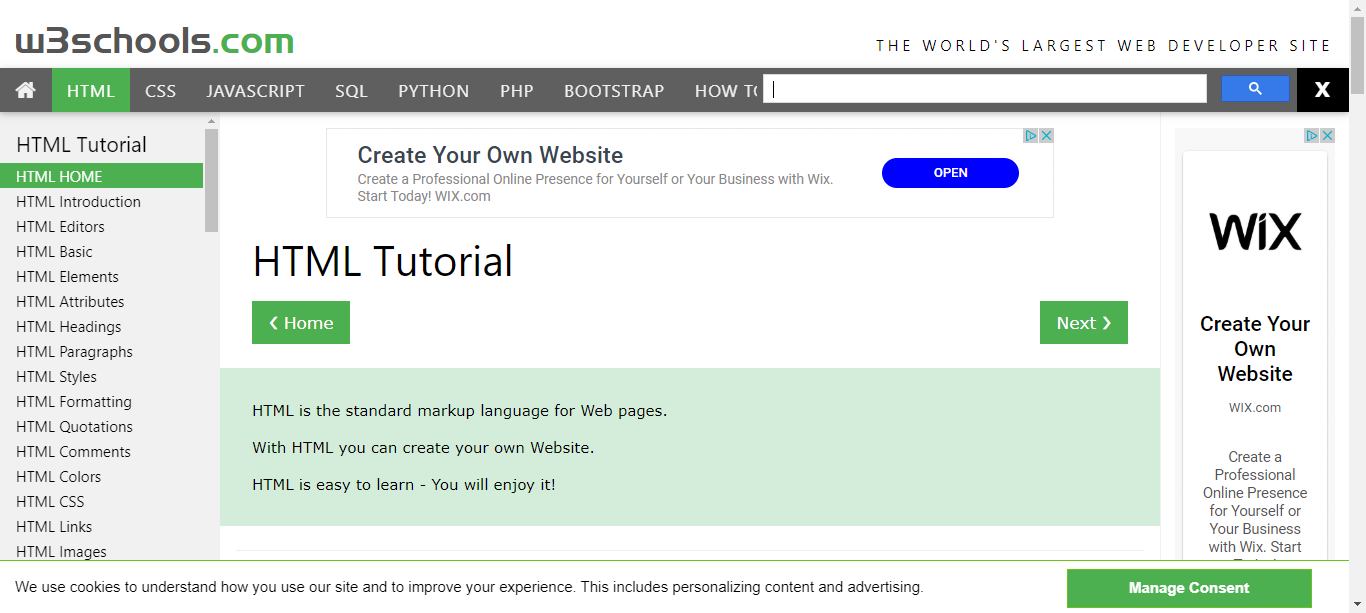 w3schools.com
THE WORLD'S LARGEST WEB DEVELOPER SITE
HTML CSS JAVASCRIPT SQL PYTHON PHP BOOTSTRAP HOW TO
X
HTML Tutorial
HTML HOME
HTML Introduction
HTML Editors
HTML Basic
HTML Elements
HTML Attributes
HTML Headings
HTML Paragraphs
HTML Styles
HTML Formatting
HTML Quotations
HTML Comments
HTML Colors
HTML CSS
HTML Links
HTML Images
Create Your Own Website
Create a Professional Online Presence for Yourself or Your Business with Wix.
Start Today! WIX.com
OPEN
HTML Tutorial
❮ Home
Next ❯
HTML is the standard markup language for Web pages.
With HTML you can create your own Website.
HTML is easy to learn - You will enjoy it!
WiX
Create Your
Own
Website
WIX.com
Create a
Professional
Online Presence
for Yourself or
Your Business
with Wix. Start
We use cookies to understand how you use our site and to improve your experience. This includes personalizing content and advertising.
Manage Consent